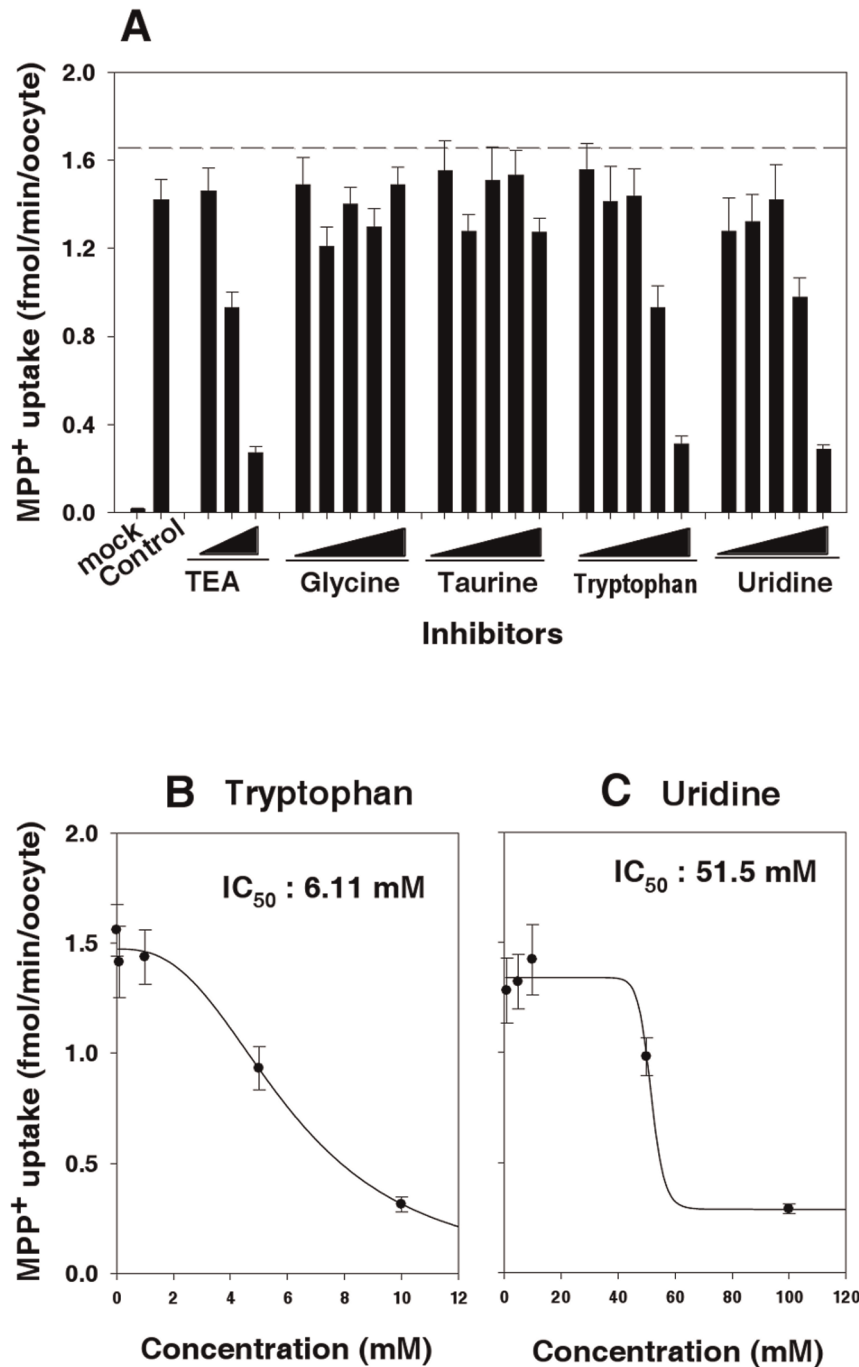 A
MPP+ uptake (fmol/min/oocyte)
2.0
1.6
1.2
0.8
0.4
0.0
mock
Control
TEA
Glycine
Taurine
Tryptophan
Uridine
Inhibitors
B Tryptophan
C Uridine
MPP+ uptake (fmol/min/oocyte)
2.0
1.5
1.0
0.5
0.0
IC50 : 6.11 mM
IC50 : 51.5 mM
0 2 4 6 8 10 12
0 20 40 60 80 100 120
Concentration (mM)
Concentration (mM)